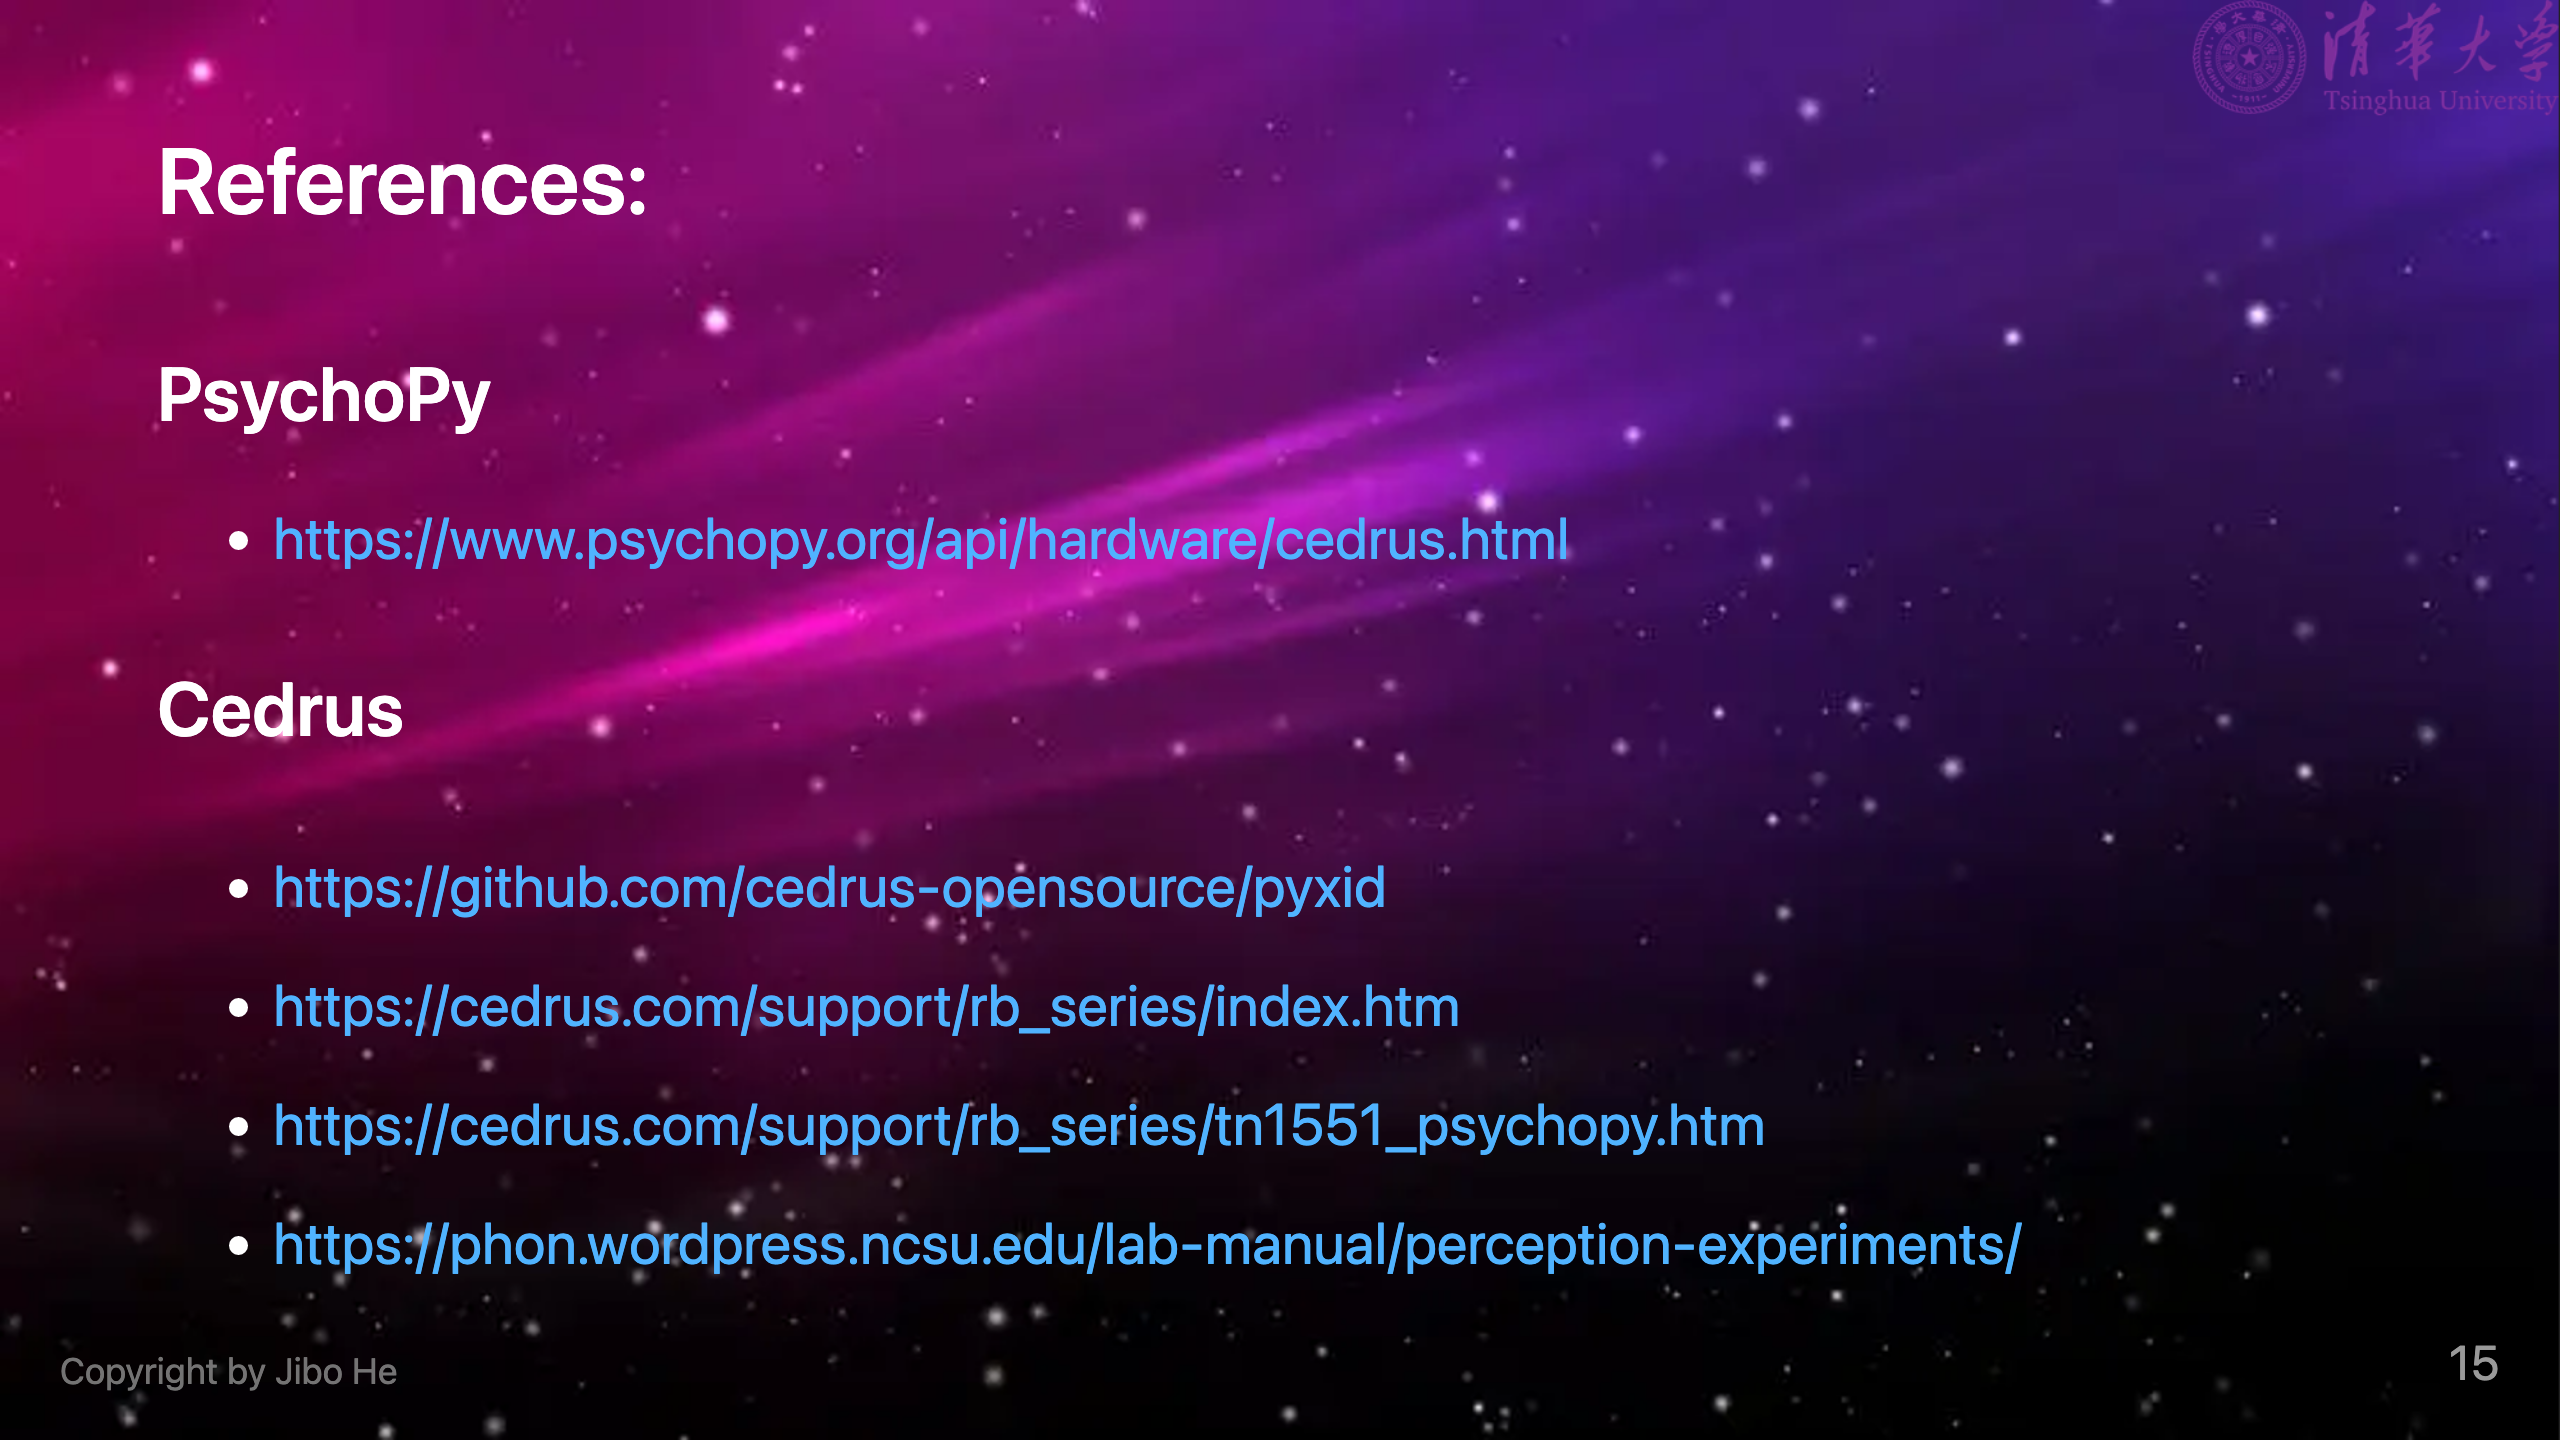 清华大学
Tsinghua University
References:
PsychoPy
https://www.psychopy.org/api/hardware/cedrus.html
Cedrus
https://github.com/cedrus-opensource/pyxid
https://cedrus.com/support/rb_series/index.htm
https://cedrus.com/support/rb_series/tn1551_psychopy.htm
https://phon.wordpress.ncsu.edu/lab-manual/perception-experiments/
Copyright by Jibo He
15